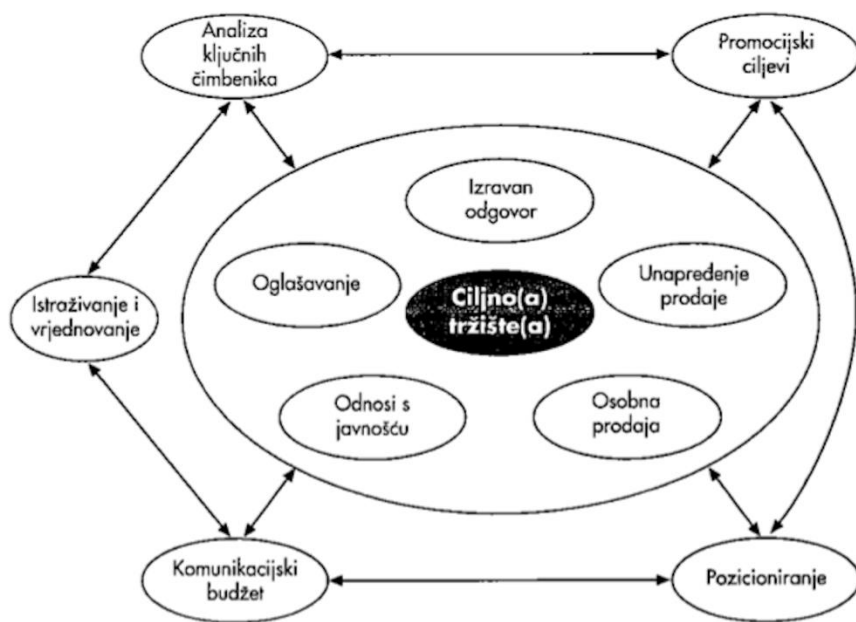 Analiza
ključnih
čimbenika
Promocijski
ciljevi
Izravan
odgovor
Oglašavanje
Ciljno(a)
tržište(a)
Unapređenje
prodaje
Istraživanje i
vrjednovanje
Odnosi s
javnošću
Osobna
prodaja
Komunikacijski
budžet
Pozicioniranje